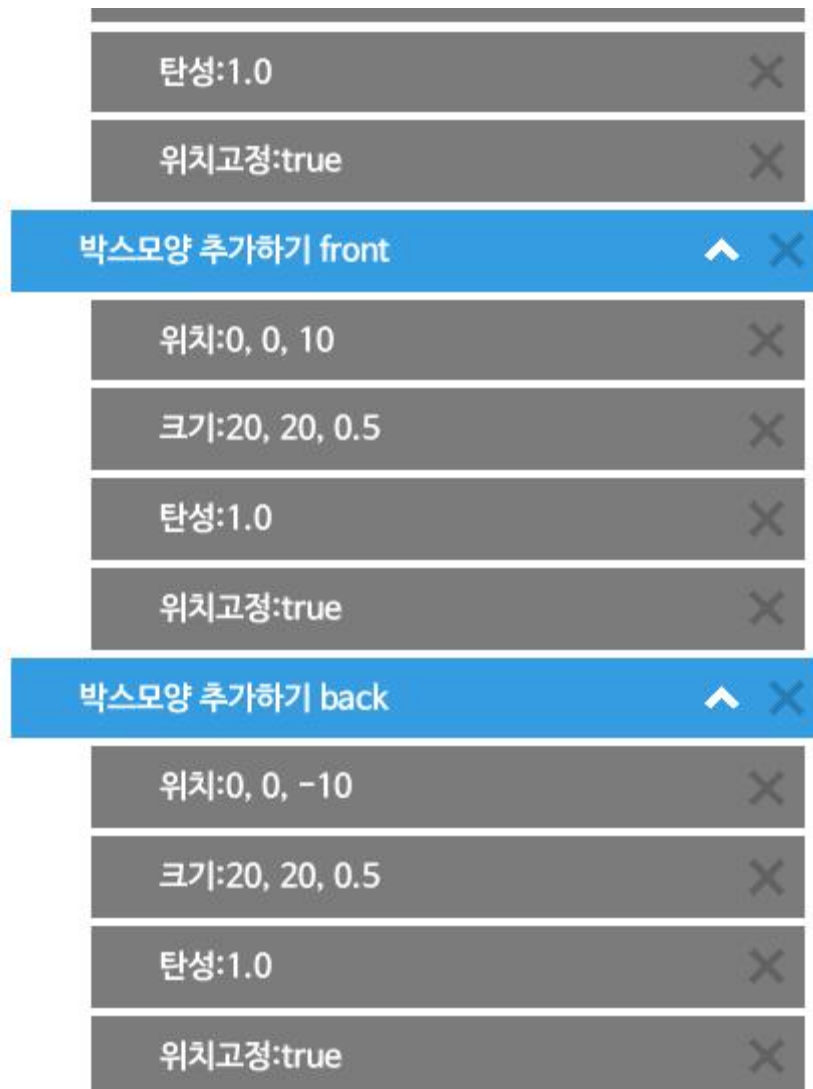 탄성:1.0
위치고정:true
박스모양 추가하기 front
위치:0, 0, 10
크기:20, 20, 0.5
탄성:1.0
위치고정:true
박스모양 추가하기 back
위치:0, 0, -10
크기:20, 20, 0.5
탄성:1.0
위치고정:true